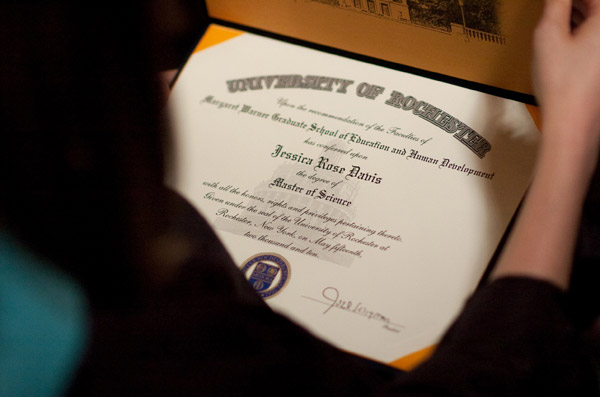 UNIVERSITY OF ROCHESTER
Upon the recommendation of the Faculties of
Margaret Warner Graduate School of Education and Human Development
has conferred upon
Jessica Rose Davis
the degree of
Master of Science
with all the honors, rights and privileges pertaining thereto.
Given under the seal of the University of Rochester at
Rochester, New York, on May fifteenth,
two thousand and ten.